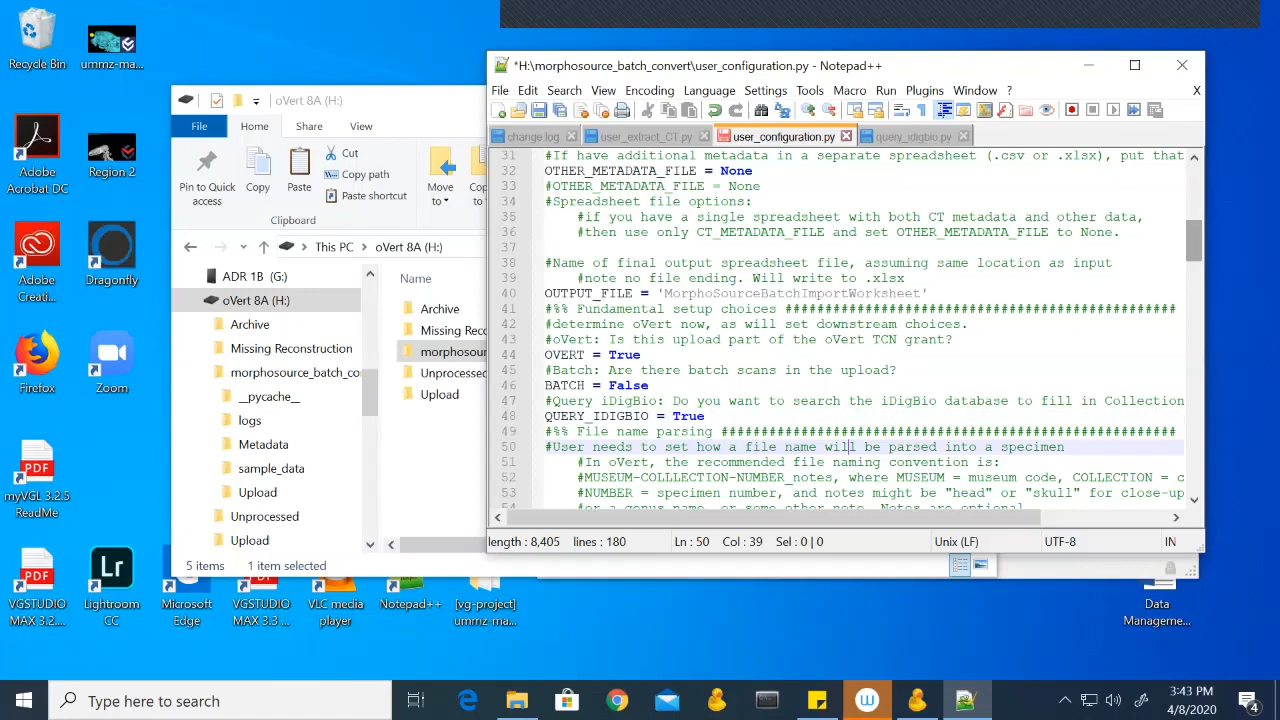 Recycle Bin
ummz-ma...
Adobe
Acrobat DC
Region 2
Adobe
Creati...
Dragonfly
Firefox
Zoom
myVGL 3.2.5
ReadMe
VGSTUDIO
MAX 3.2....
Lightroom
CC
Microsoft
Edge
VGSTUDIO
MAX 3.3 ...
VLC media
player
Notepad++
[vg-project]
ummz-ma...
Data
Manageme...
oVert 8A (H:)
File
Home
Share
View
Pin to Quick
access
Copy
Paste
Cut
Copy path
Paste shortcut
Clipboard
Move
to
Cop
to
This PC
oVert 8A (H:)
ADR 1B (G:)
oVert 8A (H:)
Archive
Missing Reconstruction
morphosource_batch_co
__pycache__
logs
Metadata
sample_data
Upload
Unprocessed
Upload
Name
Archive
Missing Reco
morphosour
Unprocessed
Upload
5 items
1 item selected
*H:\morphosource_batch_convert\user_configuration.py - Notepad++
File Edit Search View Encoding Language Settings Tools Macro Run Plugins Window ?
X
change.log
user_extract_CT.py
user_configuration.py
query_idigbio.py
31 #If have additional metadata in a separate spreadsheet (.csv or .xlsx), put that
32 OTHER_METADATA_FILE = None
33 #OTHER_METADATA_FILE = None
34 #Spreadsheet file options:
35 #if you have a single spreadsheet with both CT metadata and other data,
36 #then use only CT_METADATA_FILE and set OTHER_METADATA_FILE to None.
37
38 #Name of final output spreadsheet file, assuming same location as input
39 #note no file ending. Will write to .xlsx
40 OUTPUT_FILE = 'MorphoSourceBatchImportWorksheet'
41 #%% Fundamental setup choices #################################################
42 #determine oVert now, as will set downstream choices.
43 #oVert: Is this upload part of the oVert TCN grant?
44 OVERT = True
45 #Batch: Are there batch scans in the upload?
46 BATCH = False
47 #Query iDigBio: Do you want to search the iDigBio database to fill in Collection
48 QUERY_IDIGBIO = True
49 #%% File name parsing #########################################################
50 #User needs to set how a file name will be parsed into a specimen
51 #In oVert, the recommended file naming convention is:
52 #MUSEUM-COLLLECTION-NUMBER_notes, where MUSEUM = museum code, COLLLECTION = c
53 #NUMBER = specimen number, and notes might be "head" or "skull" for close-up
54 #or a genus name, or some other note. Notes are optional
length : 8,405 lines : 180
Ln : 50 Col : 39 Sel : 0 | 0
Unix (LF)
UTF-8
IN
Type here to search
3:43 PM
4/8/2020
4